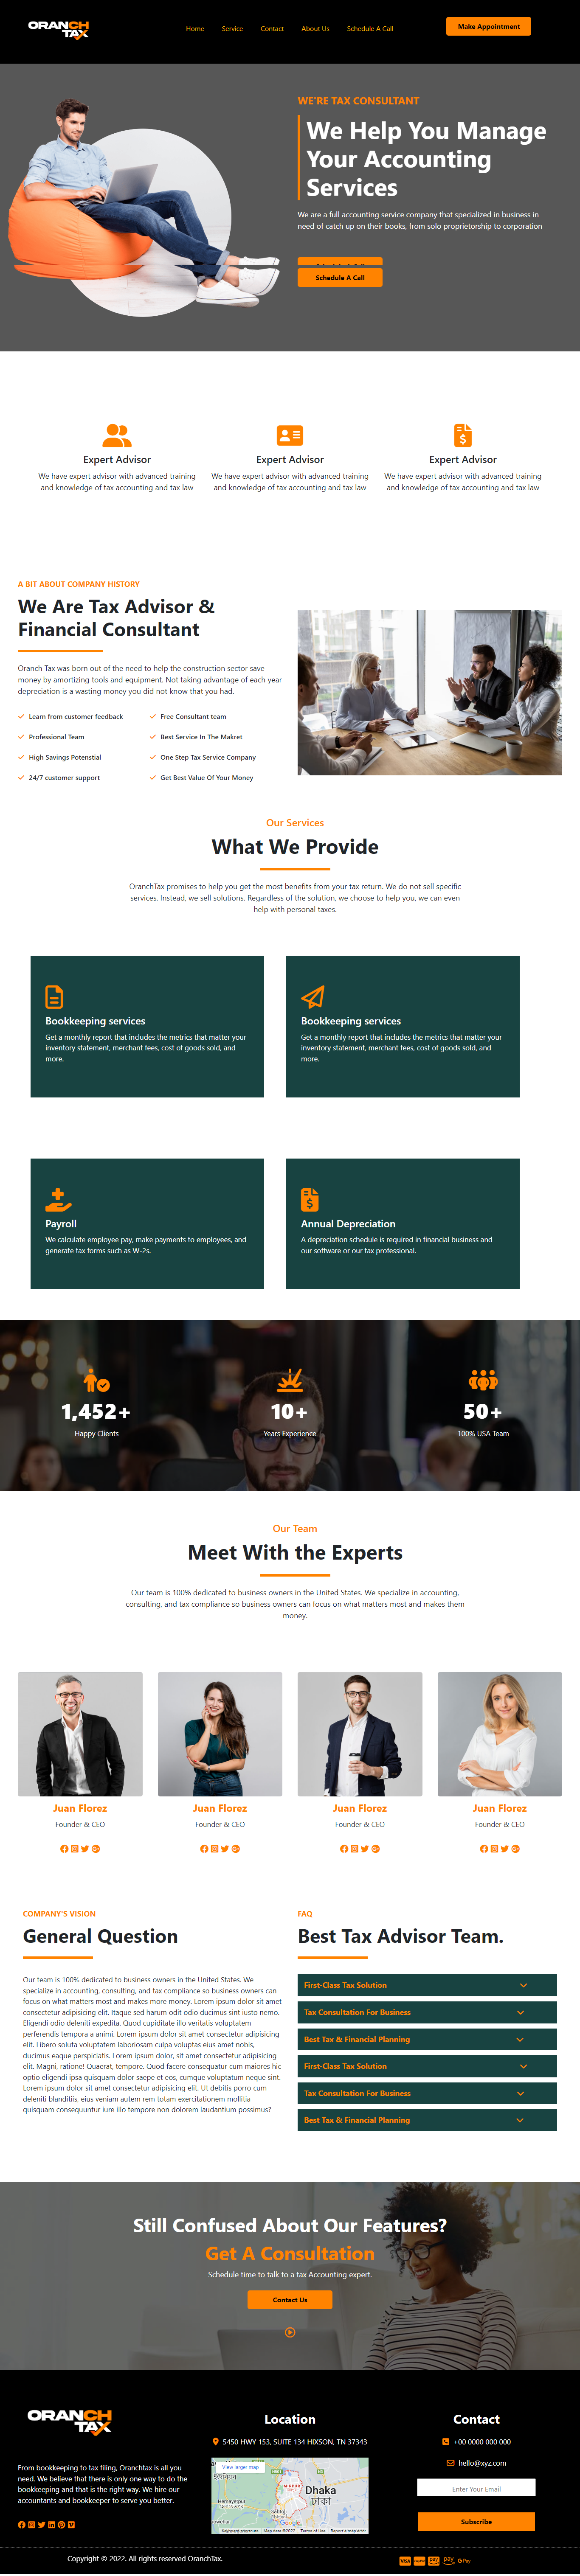 ORANCH
TAX
Home
Service
Contact
About Us
Schedule A Call
Make Appointment
WE'RE TAX CONSULTANT
We Help You Manage
Your Accounting
Services
We are a full accounting service company that specialized in business in
need of catch up on their books, from solo proprietorship to corporation
Schedule A Call
Expert Advisor
We have expert advisor with advanced training
and knowledge of tax accounting and tax law
Expert Advisor
We have expert advisor with advanced training
and knowledge of tax accounting and tax law
Expert Advisor
We have expert advisor with advanced training
and knowledge of tax accounting and tax law
A BIT ABOUT COMPANY HISTORY
We Are Tax Advisor &
Financial Consultant
Oranch Tax was born out of the need to help the construction sector save
money by amortizing tools and equipment. Not taking advantage of each year
depreciation is a wasting money you did not know that you had.
Learn from customer feedback
Free Consultant team
Professional Team
Best Service In The Makret
High Savings Potenstial
One Step Tax Service Company
24/7 customer support
Get Best Value Of Your Money
Our Services
What We Provide
OranchTax promises to help you get the most benefits from your tax return. We do not sell specific
services. Instead, we sell solutions. Regardless of the solution, we choose to help you, we can even
help with personal taxes.
Bookkeeping services
Get a monthly report that includes the metrics that matter your
inventory statement, merchant fees, cost of goods sold, and
more.
Bookkeeping services
Get a monthly report that includes the metrics that matter your
inventory statement, merchant fees, cost of goods sold, and
more.
Payroll
We calculate employee pay, make payments to employees, and
generate tax forms such as W-2s.
Annual Depreciation
A depreciation schedule is required in financial business and
our software or our tax professional.
1,452+
Happy Clients
10+
Years Experience
50+
100% USA Team
Our Team
Meet With the Experts
Our team is 100% dedicated to business owners in the United States. We specialize in accounting,
consulting, and tax compliance so business owners can focus on what matters most and makes them
money.
Juan Florez
Founder & CEO
Juan Florez
Founder & CEO
Juan Florez
Founder & CEO
Juan Florez
Founder & CEO
COMPANY'S VISION
General Question
Our team is 100% dedicated to business owners in the United States. We
specialize in accounting, consulting, and tax compliance so business owners can
focus on what matters most and makes more money. Lorem ipsum dolor sit amet
consectetur adipisicing elit. Itaque sed harum odit odio ducimus sint iusto nemo.
Eligendi odio deleniti expedita. Quod cupiditate illo veritatis voluptatem
perferendis tempora a animi. Lorem ipsum dolor sit amet consectetur adipisicing
elit. Libero soluta voluptatem laboriosam culpa voluptas eius amet nobis,
ducimus eaque perspiciatis. Lorem ipsum dolor, sit amet consectetur adipisicing
elit. Magni, ratione! Quaerat, tempore. Quod facere consequatur cum maiores hic
optio eligendi ipsa quisquam dolor saepe et eos, cumque voluptatum neque sint.
Lorem ipsum dolor sit amet consectetur adipisicing elit. Ut debitis porro cum
deleniti blanditiis, eius veniam autem rem totam exercitationem mollitia
quisquam consequuntur iure illo tempore non dolorem laudantium possimus?
FAQ
Best Tax Advisor Team.
First-Class Tax Solution
Tax Consultation For Business
Best Tax & Financial Planning
First-Class Tax Solution
Tax Consultation For Business
Best Tax & Financial Planning
Still Confused About Our Features?
Get A Consultation
Schedule time to talk to a tax Accounting expert.
Contact Us
ORANCH
TAX
From bookkeeping to tax filing, Oranchtax is all you
need. We believe that there is only one way to do the
bookkeeping and that is the right way. We hire our
accountants and bookkeeper to serve you better.
Location
5450 HWY 153, SUITE 134 HIXSON, TN 37343
View larger map
MIRPUR
Dhaka
ঢাকা
Hemayetpur
Google
Keyboard shortcuts
Map data ©2022
Terms of Use
Report a map error
Contact
+00 0000 000 000
hello@xyz.com
Enter Your Email
Subscribe
Copyright © 2022. All rights reserved OranchTax.
VISA
G Pay